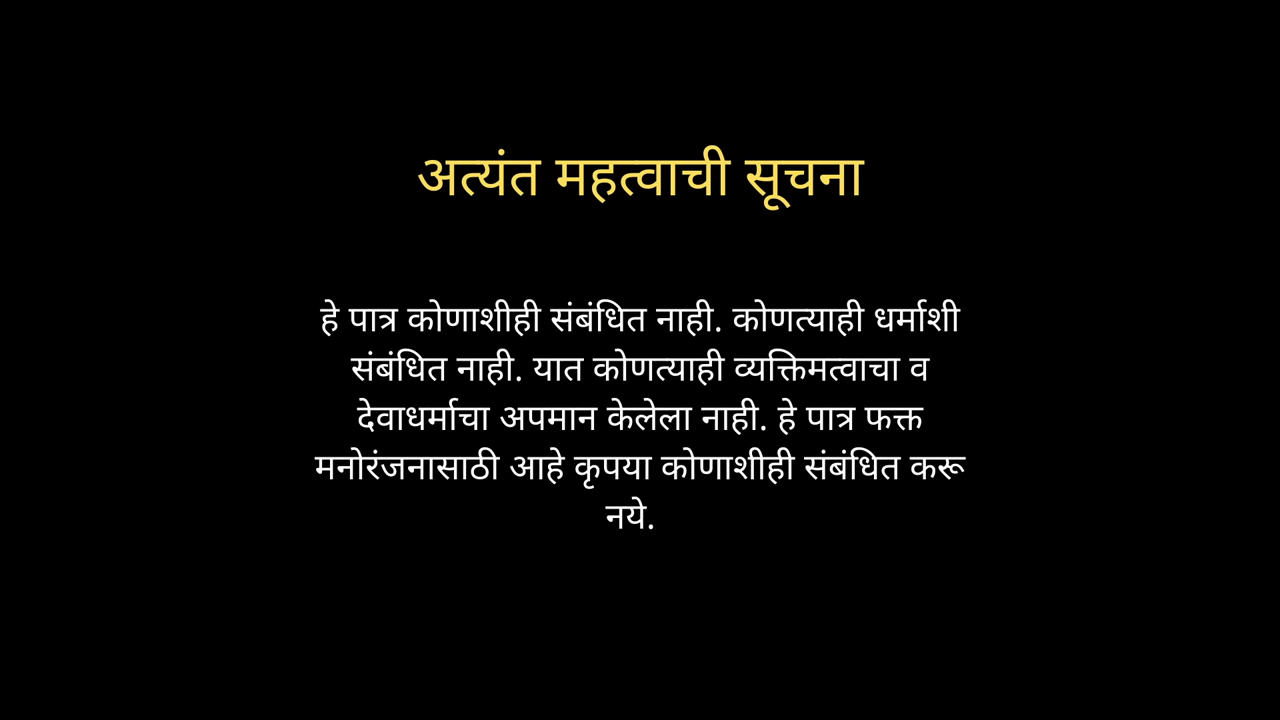 अत्यंत महत्वाची सूचना
हे पात्र कोणाशीही संबंधित नाही. कोणत्याही धर्माशी
संबंधित नाही. यात कोणत्याही व्यक्तिमत्वाचा व
देवाधर्माचा अपमान केलेला नाही. हे पात्र फक्त
मनोरंजनासाठी आहे कृपया कोणाशीही संबंधित करू
नये.